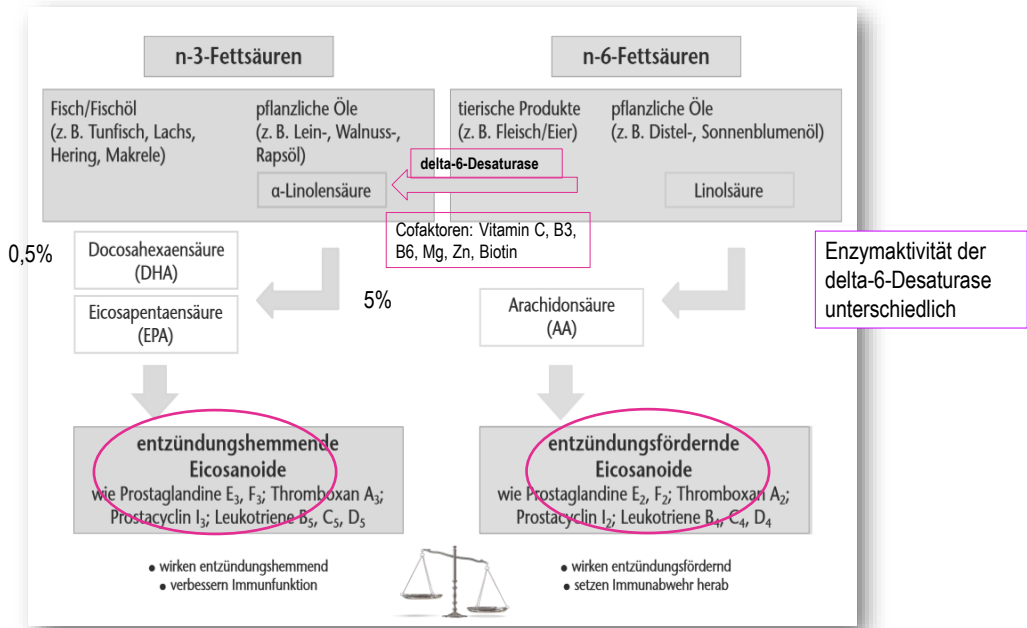 n-3-Fettsäuren
n-6-Fettsäuren
Fisch/Fischöl
(z. B. Tunfisch, Lachs,
Hering, Makrele)
pflanzliche Öle
(z. B. Lein-, Walnuss-,
Rapsöl)
α-Linolensäure
tierische Produkte
(z. B. Fleisch/Eier)
pflanzliche Öle
(z. B. Distel-, Sonnenblumenöl)
Linolsäure
delta-6-Desaturase
Cofaktoren: Vitamin C, B3,
B6, Mg, Zn, Biotin
0,5%
Docosahexaensäure
(DHA)
Eicosapentaensäure
(EPA)
5%
Arachidonsäure
(AA)
Enzymaktivität der
delta-6-Desaturase
unterschiedlich
entzündungshemmende
Eicosanoide
wie Prostaglandine E₃, F₃; Thromboxan A₃;
Prostacyclin I₃; Leukotriene B₅, C₅, D₅
entzündungsfördernde
Eicosanoide
wie Prostaglandine E₂, F₂; Thromboxan A₂;
Prostacyclin I₂; Leukotriene B₄, C₄, D₄
• wirken entzündungshemmend
• verbessern Immunfunktion
• wirken entzündungsfördernd
• setzen Immunabwehr herab